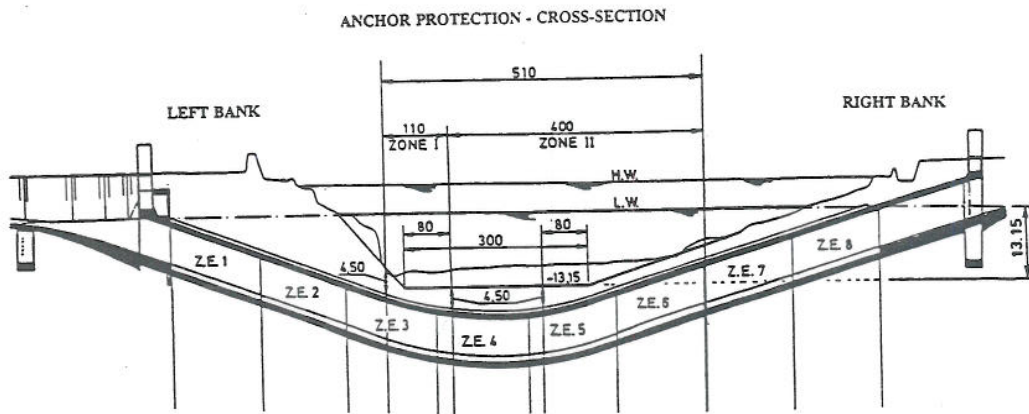 ANCHOR PROTECTION - CROSS-SECTION
510
LEFT BANK
RIGHT BANK
110
400
ZONE I
ZONE II
H.W.
L.W.
80
80
300
13.15
Z.E.1
4,50
-13,15
Z.E.8
Z.E.7
Z.E.2
4,50
Z.E.6
Z.E.3
Z.E.5
Z.E.4